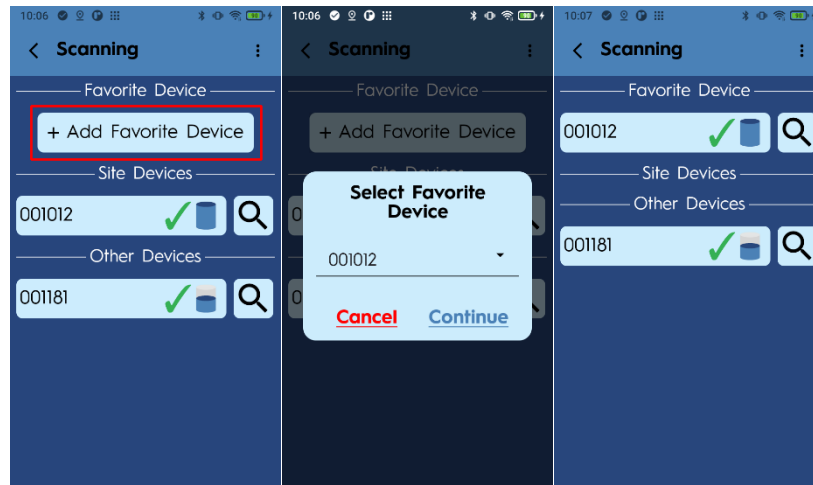 10:06
Scanning
Favorite Device
+ Add Favorite Device
Site Devices
001012
Other Devices
001181
10:06
Scanning
Favorite Device
+ Add Favorite Device
Site Devices
Select Favorite
Device
001012
Cancel
Continue
10:07
Scanning
Favorite Device
001012
Site Devices
Other Devices
001181